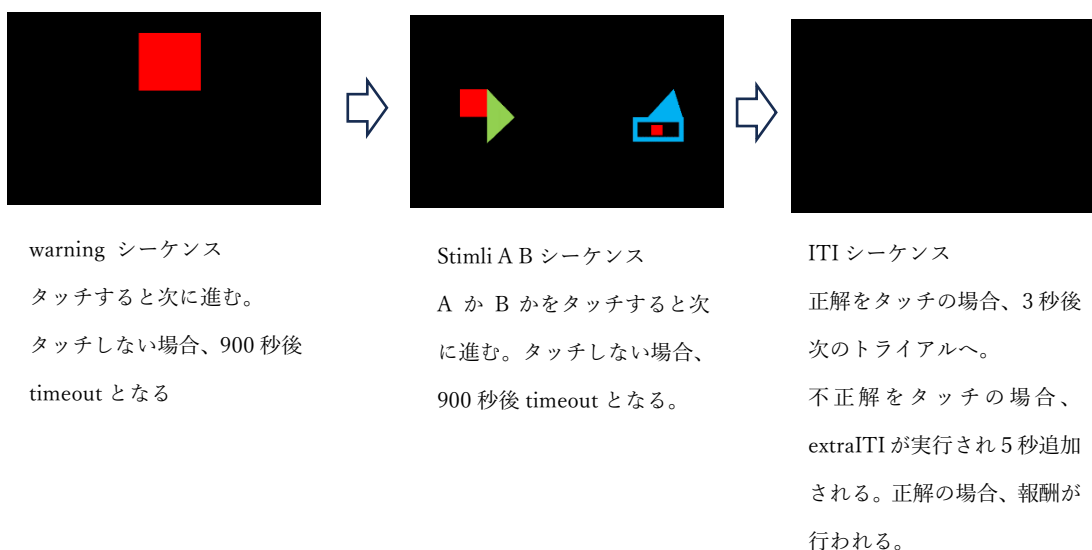 warning シーケンス
タッチすると次に進む。
タッチしない場合、900 秒後
timeout となる
Stimli A B シーケンス
A か B かをタッチすると次
に進む。タッチしない場合、
900 秒後 timeout となる。
ITI シーケンス
正解をタッチの場合、3 秒後
次のトライアルへ。
不正解をタッチの場合、
extraITI が実行され 5 秒追加
される。正解の場合、報酬が
行われる。